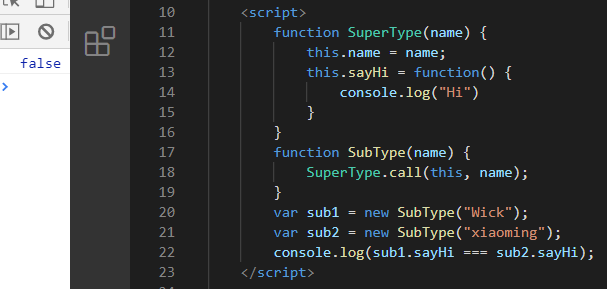 false
10 <script>
11 function SuperType(name) {
12 this.name = name;
13 this.sayHi = function() {
14 console.log("Hi")
15 }
16 }
17 function SubType(name) {
18 SuperType.call(this, name);
19 }
20 var sub1 = new SubType("Wick");
21 var sub2 = new SubType("xiaoming");
22 console.log(sub1.sayHi === sub2.sayHi);
23 </script>